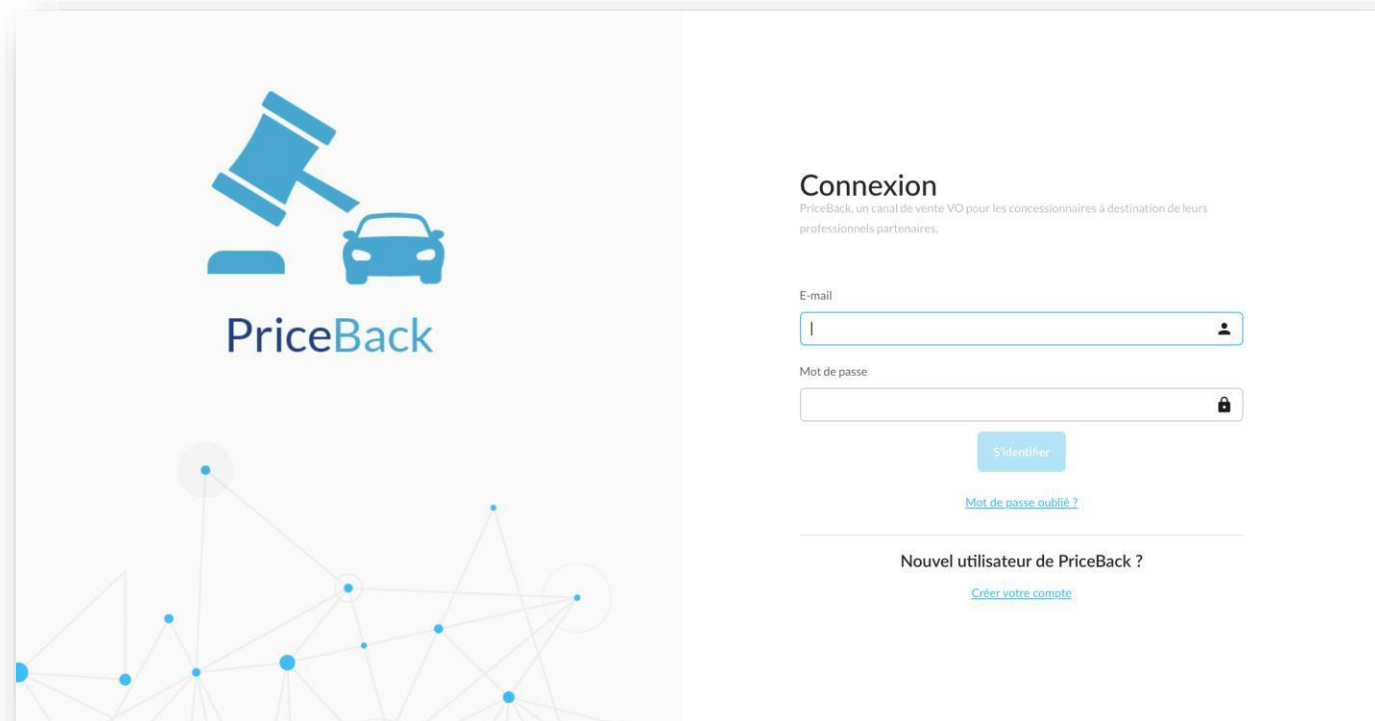 PriceBack
Connexion
PriceBack, un canal de vente VO pour les concessionnaires à destination de leurs
professionnels partenaires.
E-mail
Mot de passe
S'identifier
Mot de passe oublié ?
Nouvel utilisateur de PriceBack ?
Créer votre compte